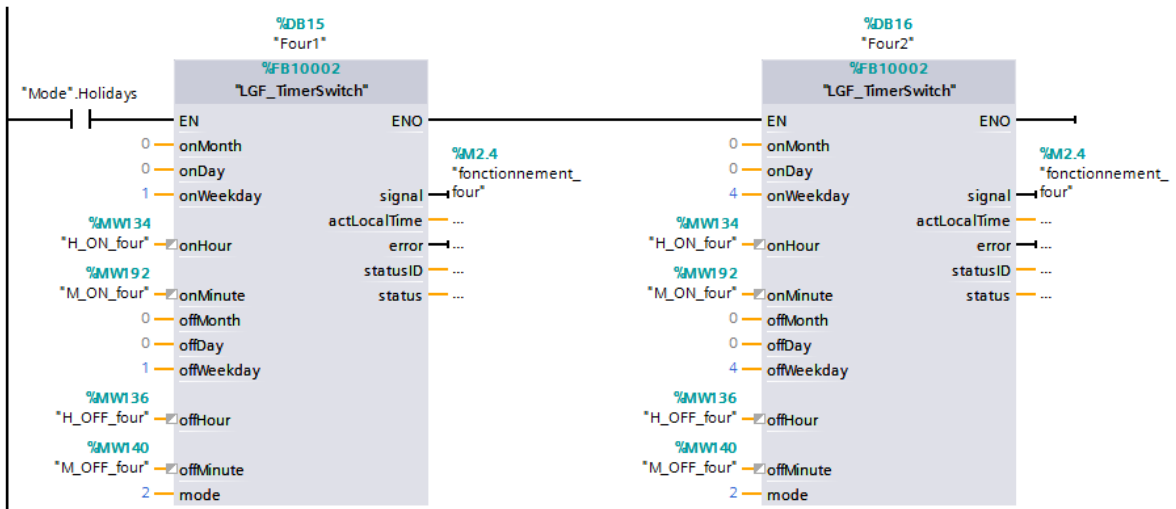 %DB15
"Four1"
%FB10002
"LGF_TimerSwitch"
"Mode".Holidays
EN
ENO
0
onMonth
0
onDay
1
onWeekday
%MW134
"H_ON_four"
onHour
%MW192
"M_ON_four"
onMinute
0
offMonth
0
offDay
1
offWeekday
%MW136
"H_OFF_four"
offHour
%MW140
"M_OFF_four"
offMinute
2
mode
%M2.4
"fonctionnement_
four"
signal
actLocalTime
...
error
...
statusID
...
status
...
%DB16
"Four2"
%FB10002
"LGF_TimerSwitch"
EN
ENO
0
onMonth
0
onDay
4
onWeekday
%MW134
"H_ON_four"
onHour
%MW192
"M_ON_four"
onMinute
0
offMonth
0
offDay
4
offWeekday
%MW136
"H_OFF_four"
offHour
%MW140
"M_OFF_four"
offMinute
2
mode
%M2.4
"fonctionnement_
four"
signal
actLocalTime
...
error
...
statusID
...
status
...